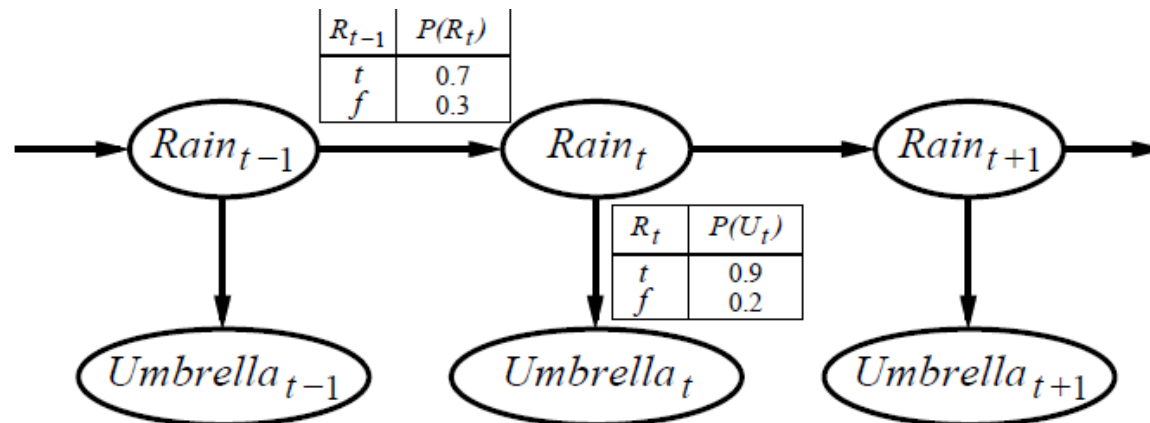 R_{t-1} P(R_t)
t 0.7
f 0.3
Rain_{t-1} Rain_t Rain_{t+1}
R_t P(U_t)
t 0.9
f 0.2
Umbrella_{t-1} Umbrella_t Umbrella_{t+1}